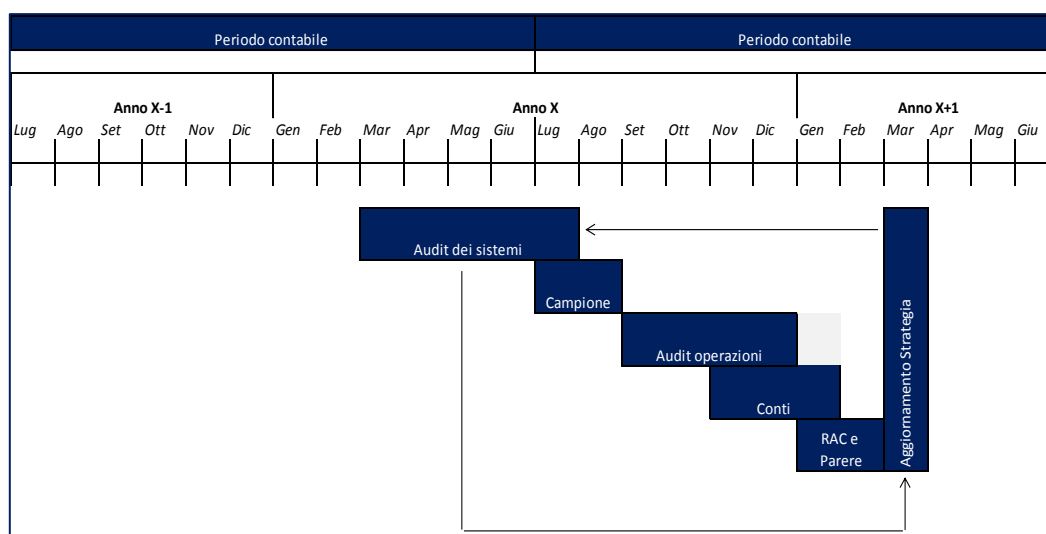 Periodo contabile Periodo contabile
Anno X-1 Anno X Anno X+1
Lug Ago Set Ott Nov Dic Gen Feb Mar Apr Mag Giu Lug Ago Set Ott Nov Dic Gen Feb Mar Apr Mag Giu
Audit dei sistemi
Campione
Audit operazioni
Conti
RAC e
Parere
Aggiornamento Strategia